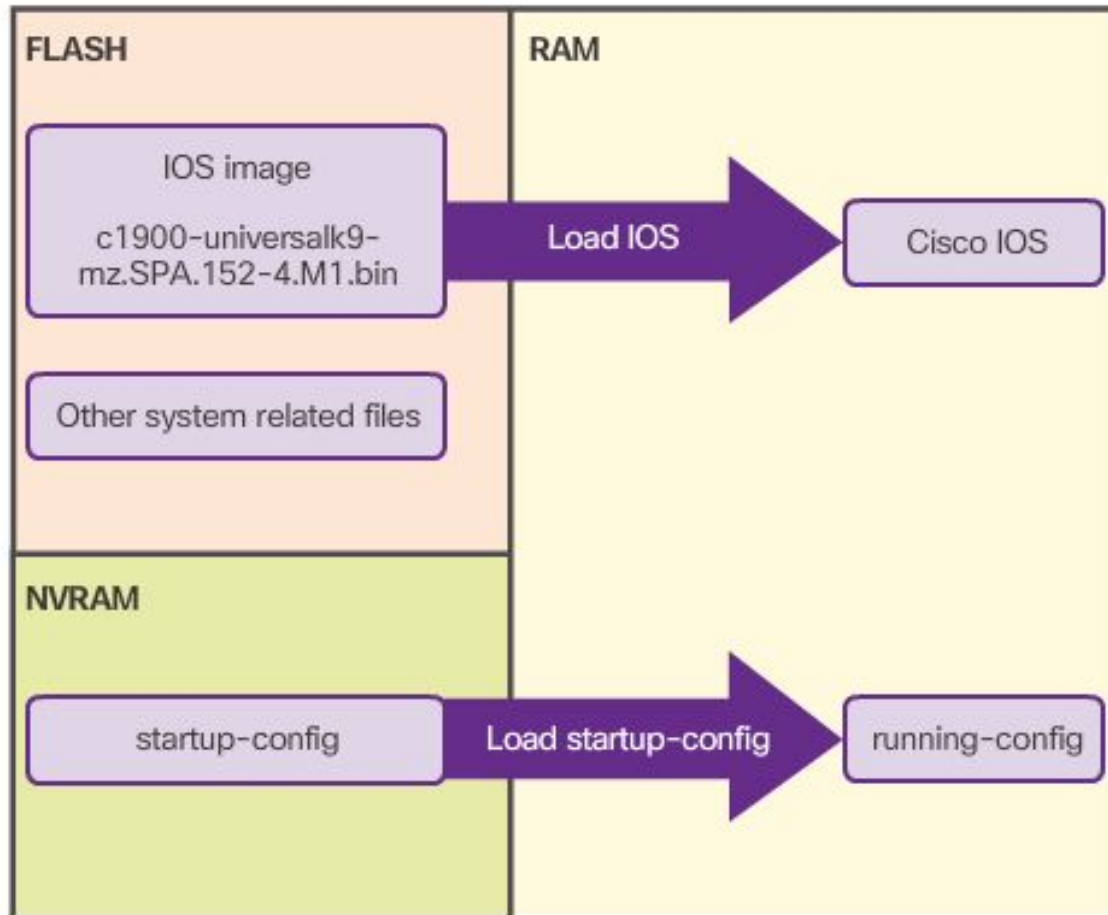 FLASH
RAM
IOS image
c1900-universalk9-
mz.SPA.152-4.M1.bin
Load IOS
Cisco IOS
Other system related files
NVRAM
startup-config
Load startup-config
running-config